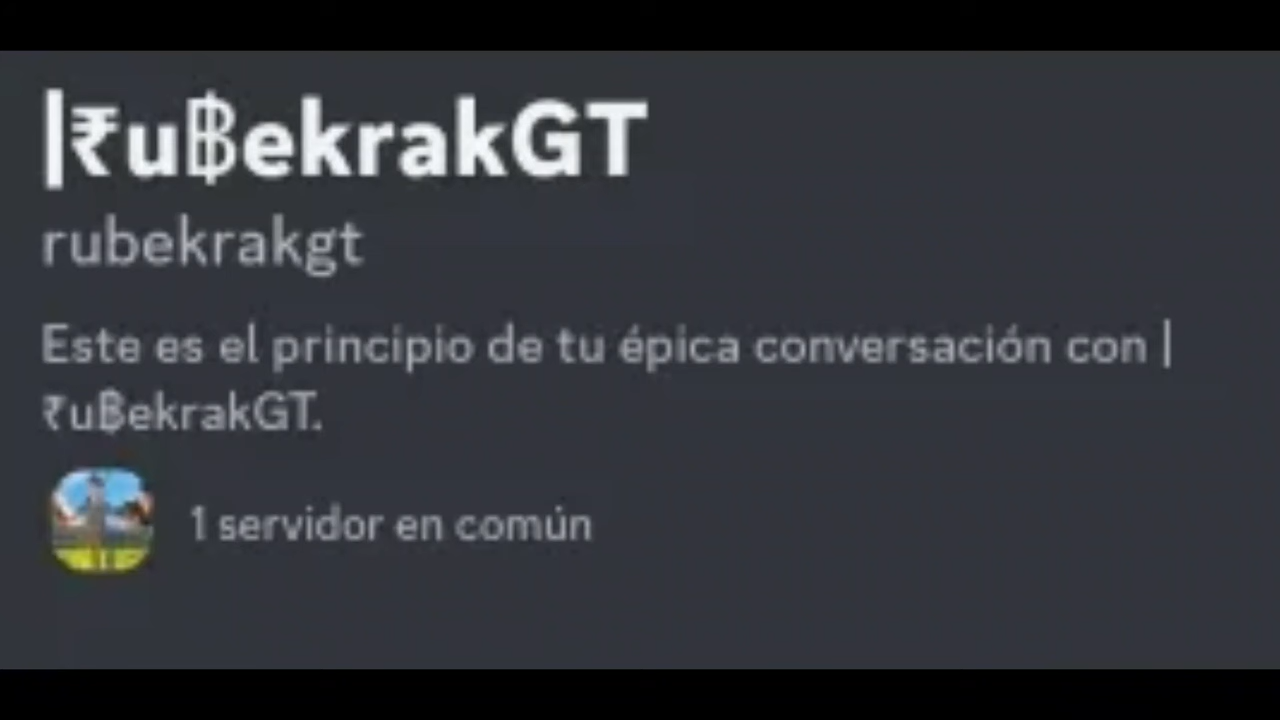 |₹u฿ekrakGT
rubekrakgt
Este es el principio de tu épica conversación con |
₹u฿ekrakGT.
1 servidor en común